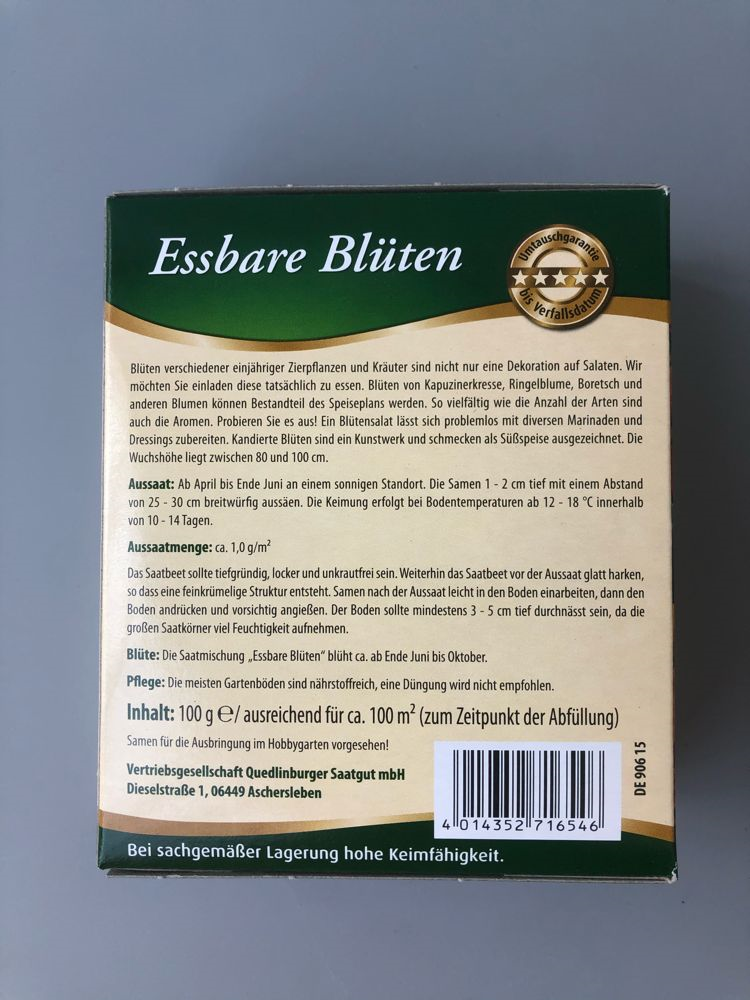 Essbare Blüten
Umtauschgarantie
bis Verfallsdatum
Blüten verschiedener einjähriger Zierpflanzen und Kräuter sind nicht nur eine Dekoration auf Salaten. Wir
möchten Sie einladen diese tatsächlich zu essen. Blüten von Kapuzinerkresse, Ringelblume, Boretsch und
anderen Blumen können Bestandteil des Speiseplans werden. So vielfältig wie die Anzahl der Arten sind
auch die Aromen. Probieren Sie es aus! Ein Blütensalat lässt sich problemlos mit diversen Marinaden und
Dressings zubereiten. Kandierte Blüten sind ein Kunstwerk und schmecken als Süßspeise ausgezeichnet. Die
Wuchshöhe liegt zwischen 80 und 100 cm.
Aussaat: Ab April bis Ende Juni an einem sonnigen Standort. Die Samen 1 - 2 cm tief mit einem Abstand
von 25 - 30 cm breitwürfig aussäen. Die Keimung erfolgt bei Bodentemperaturen ab 12 - 18 °C innerhalb
von 10 - 14 Tagen.
Aussaatmenge: ca. 1,0 g/m²
Das Saatbeet sollte tiefgründig, locker und unkrautfrei sein. Weiterhin das Saatbeet vor der Aussaat glatt harken,
so dass eine feinkrümelige Struktur entsteht. Samen nach der Aussaat leicht in den Boden einarbeiten, dann den
Boden andrücken und vorsichtig angießen. Der Boden sollte mindestens 3 - 5 cm tief durchnässt sein, da die
großen Saatkörner viel Feuchtigkeit aufnehmen.
Blüte: Die Saatmischung „Essbare Blüten“ blüht ca. ab Ende Juni bis Oktober.
Pflege: Die meisten Gartenböden sind nährstoffreich, eine Düngung wird nicht empfohlen.
Inhalt: 100 g ℮/ ausreichend für ca. 100 m² (zum Zeitpunkt der Abfüllung)
Samen für die Ausbringung im Hobbygarten vorgesehen!
Vertriebsgesellschaft Quedlinburger Saatgut mbH
Dieselstraße 1, 06449 Aschersleben
4 014352 716546
DE 906 15
Bei sachgemäßer Lagerung hohe Keimfähigkeit.